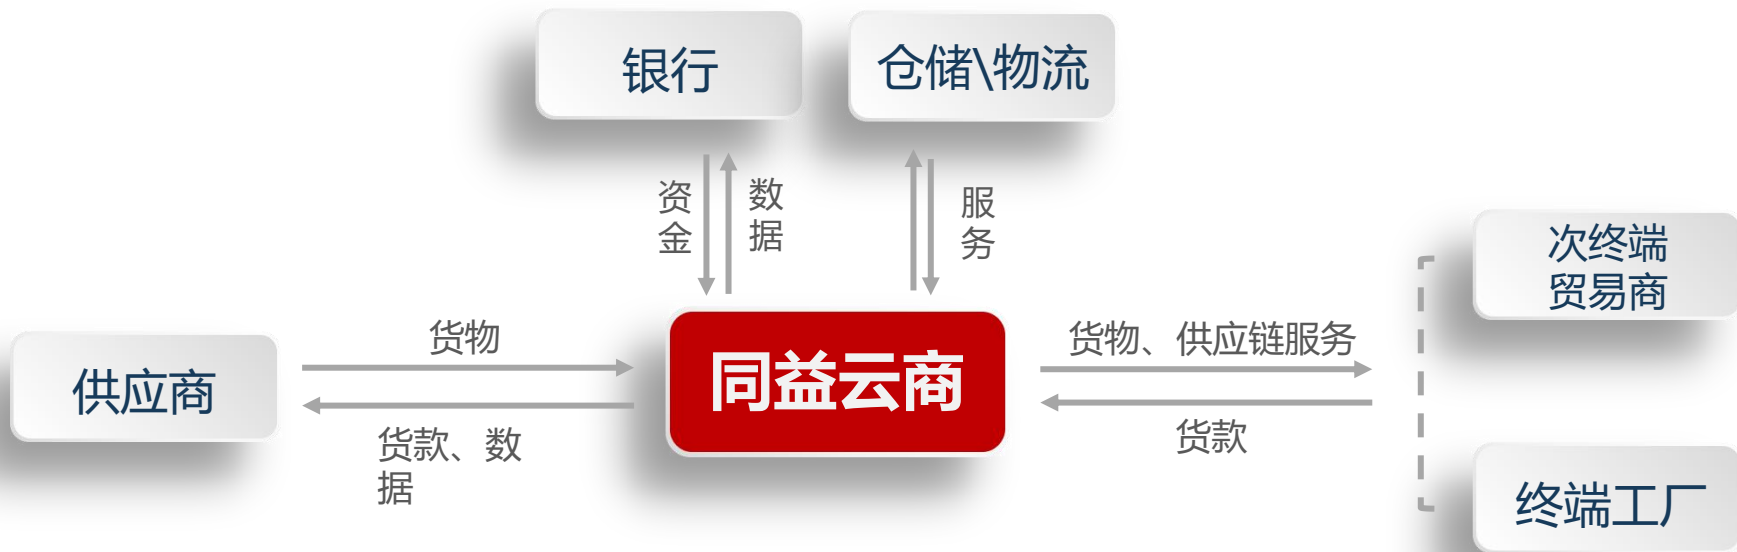 银行
仓储\物流
资
金
数
据
服
务
次终端
贸易商
货物
货物、供应链服务
供应商
同益云商
货款、数
据
货款
终端工厂